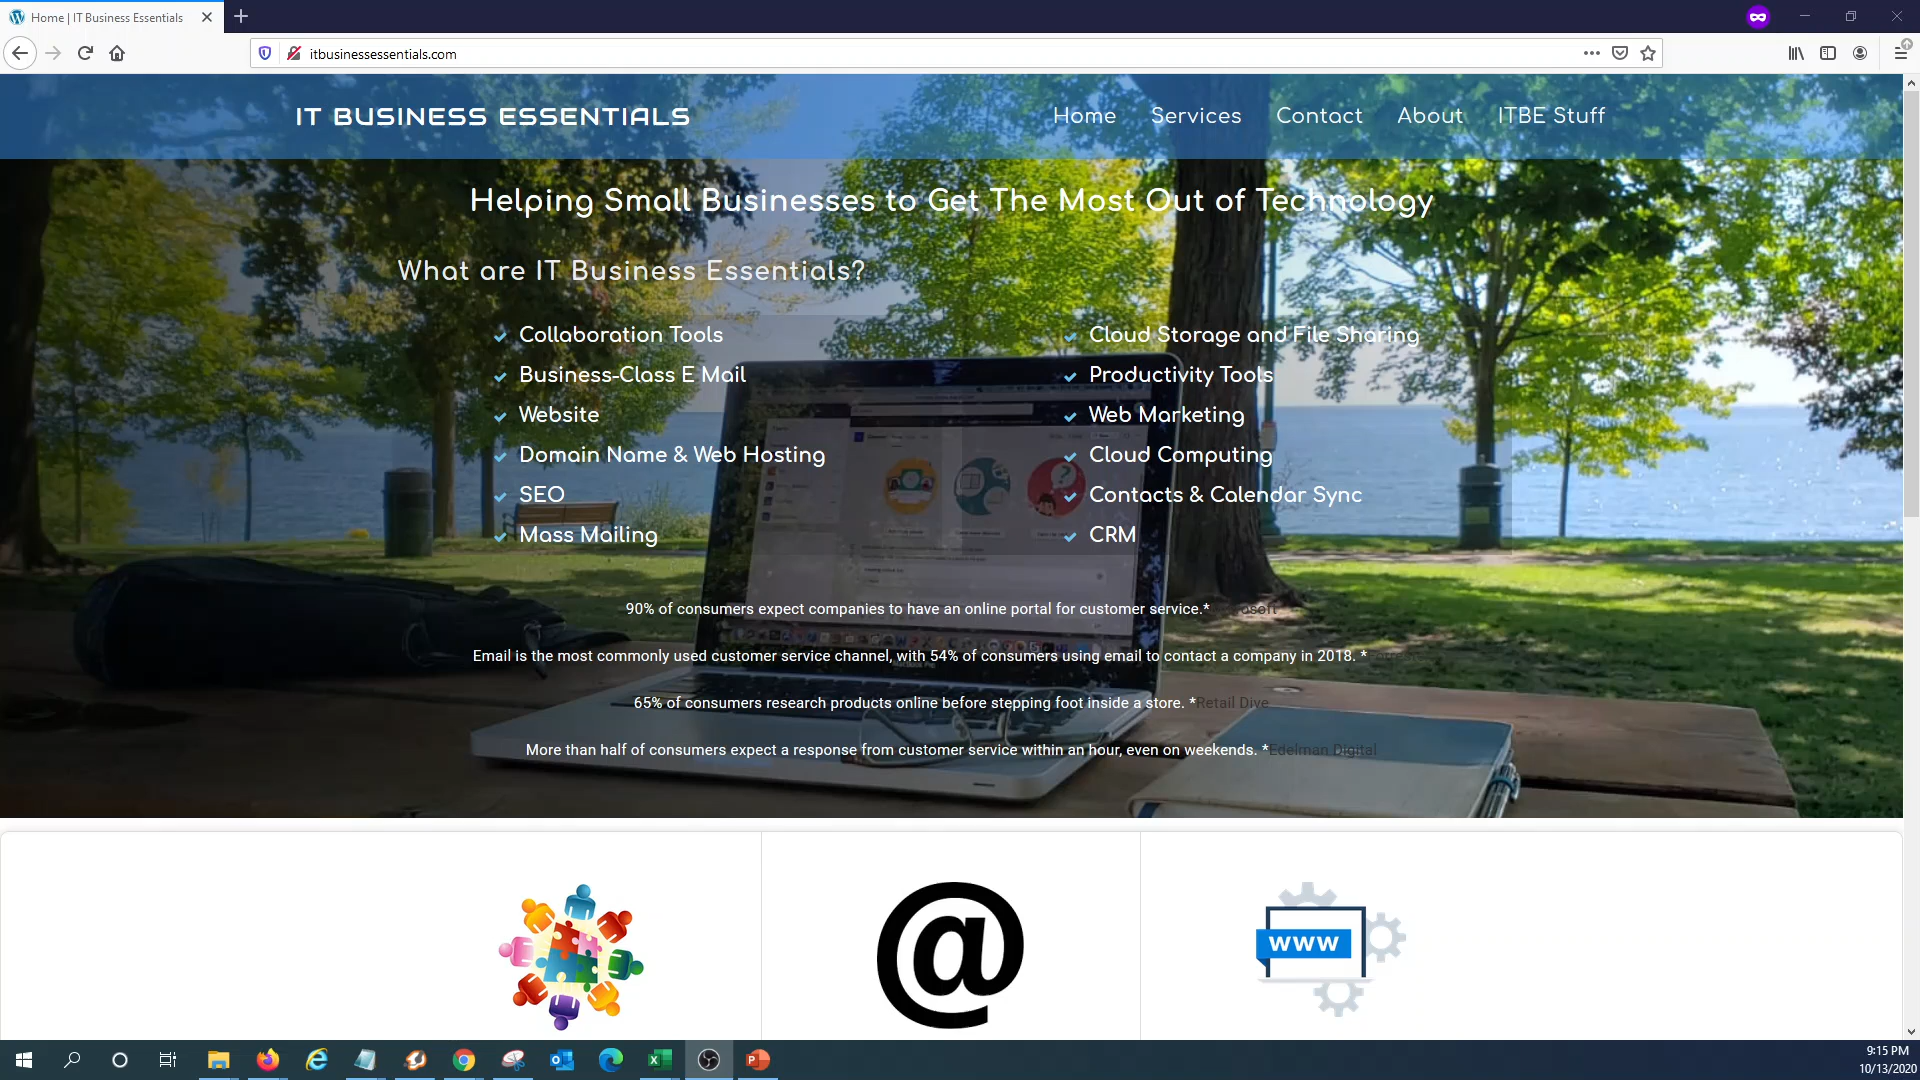 Home | IT Business Essentials
itbusinessessentials.com
IT BUSINESS ESSENTIALS
Home Services Contact About ITBE Stuff
Helping Small Businesses to Get The Most Out of Technology
What are IT Business Essentials?
Collaboration Tools
Business-Class E Mail
Website
Domain Name & Web Hosting
SEO
Mass Mailing
Cloud Storage and File Sharing
Productivity Tools
Web Marketing
Cloud Computing
Contacts & Calendar Sync
CRM
90% of consumers expect companies to have an online portal for customer service.*
Email is the most commonly used customer service channel, with 54% of consumers using email to contact a company in 2018. *
65% of consumers research products online before stepping foot inside a store. *Retail Dive
More than half of consumers expect a response from customer service within an hour, even on weekends. *Edelman Digital
@
WWW
9:15 PM
10/13/2020